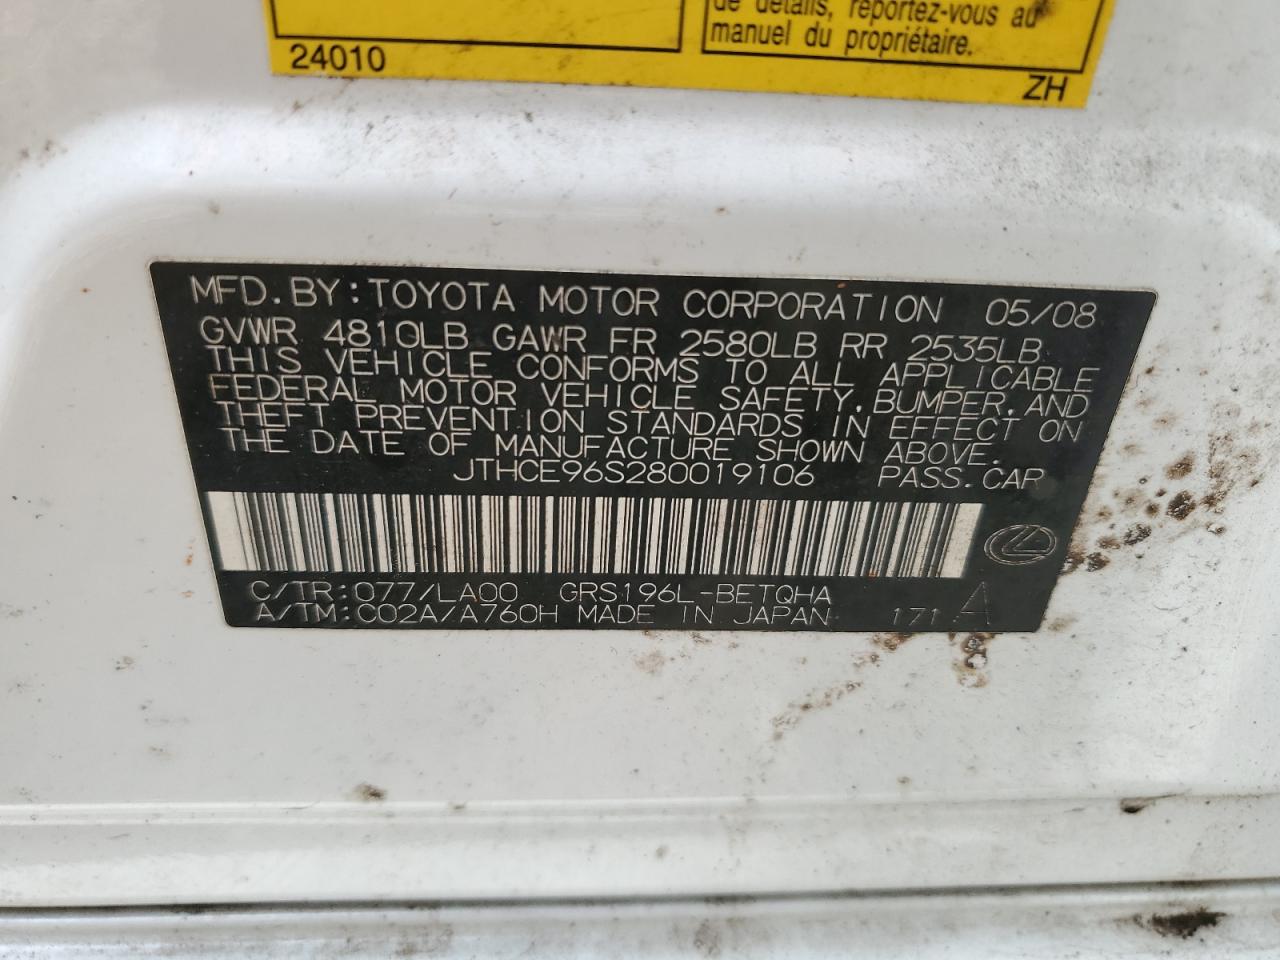 de détails, reportez-vous au
manuel du propriétaire.
24010
ZH
MFD. BY: TOYOTA MOTOR CORPORATION 05/08
GVWR 4810LB GAWR FR 2580LB RR 2535LB
THIS VEHICLE CONFORMS TO ALL APPLICABLE
FEDERAL MOTOR VEHICLE SAFETY, BUMPER, AND
THEFT PREVENTION STANDARDS IN EFFECT ON
THE DATE OF MANUFACTURE SHOWN ABOVE.
JTHCE96S280019106 PASS. CAR
C/TR: 077/LA00 GRS196L-BETQHA
A/TM: C02A/A760H MADE IN JAPAN 171 A